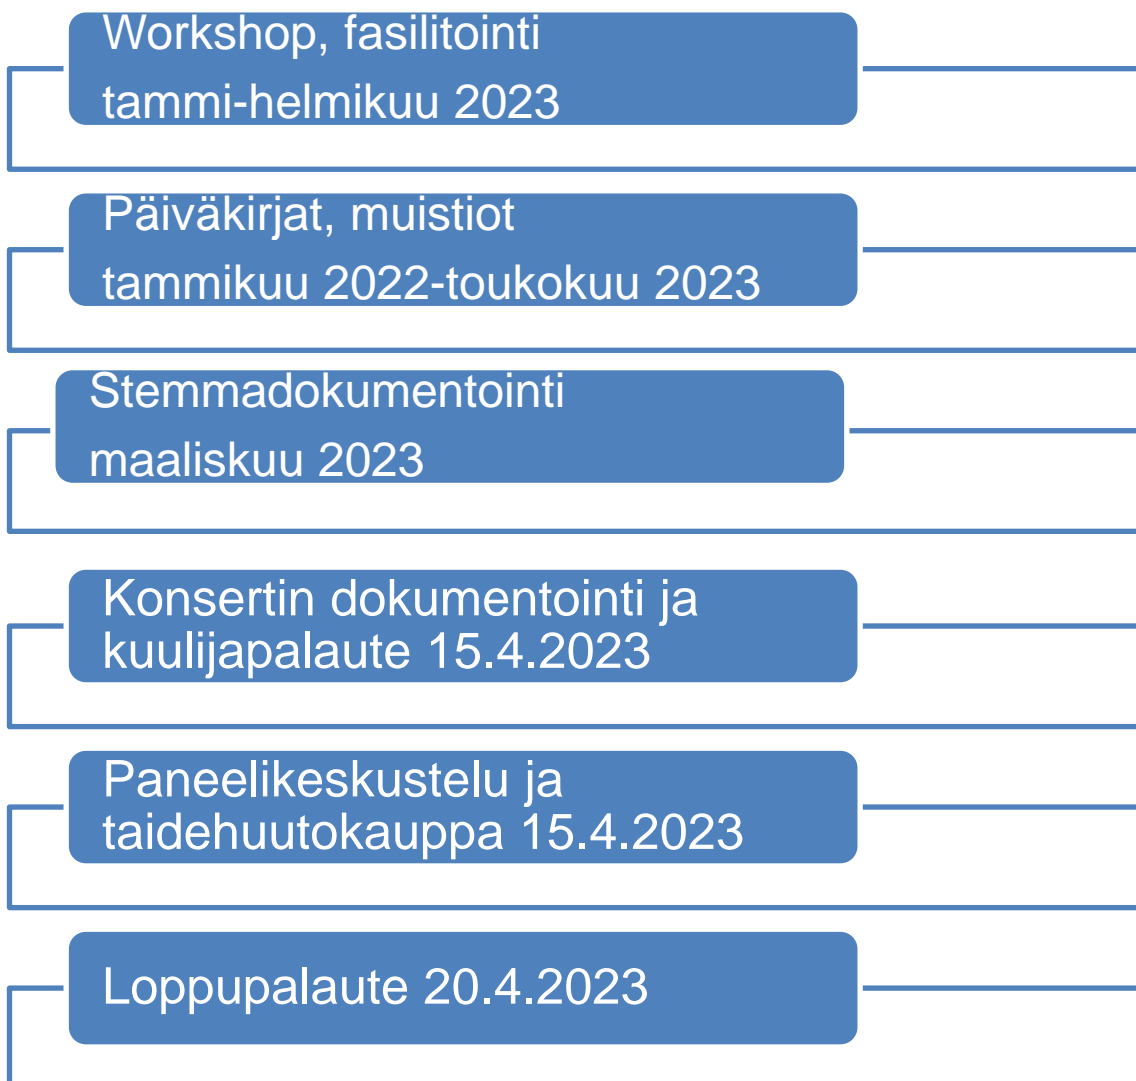 Workshop, fasilitointi
tammi-helmikuu 2023
Päiväkirjat, muistiot
tammikuu 2022-toukokuu 2023
Stemmadokumentointi
maaliskuu 2023
Konsertin dokumentointi ja
kuulijapalaute 15.4.2023
Paneelikeskustelu ja
taidehuutokauppa 15.4.2023
Loppupalaute 20.4.2023